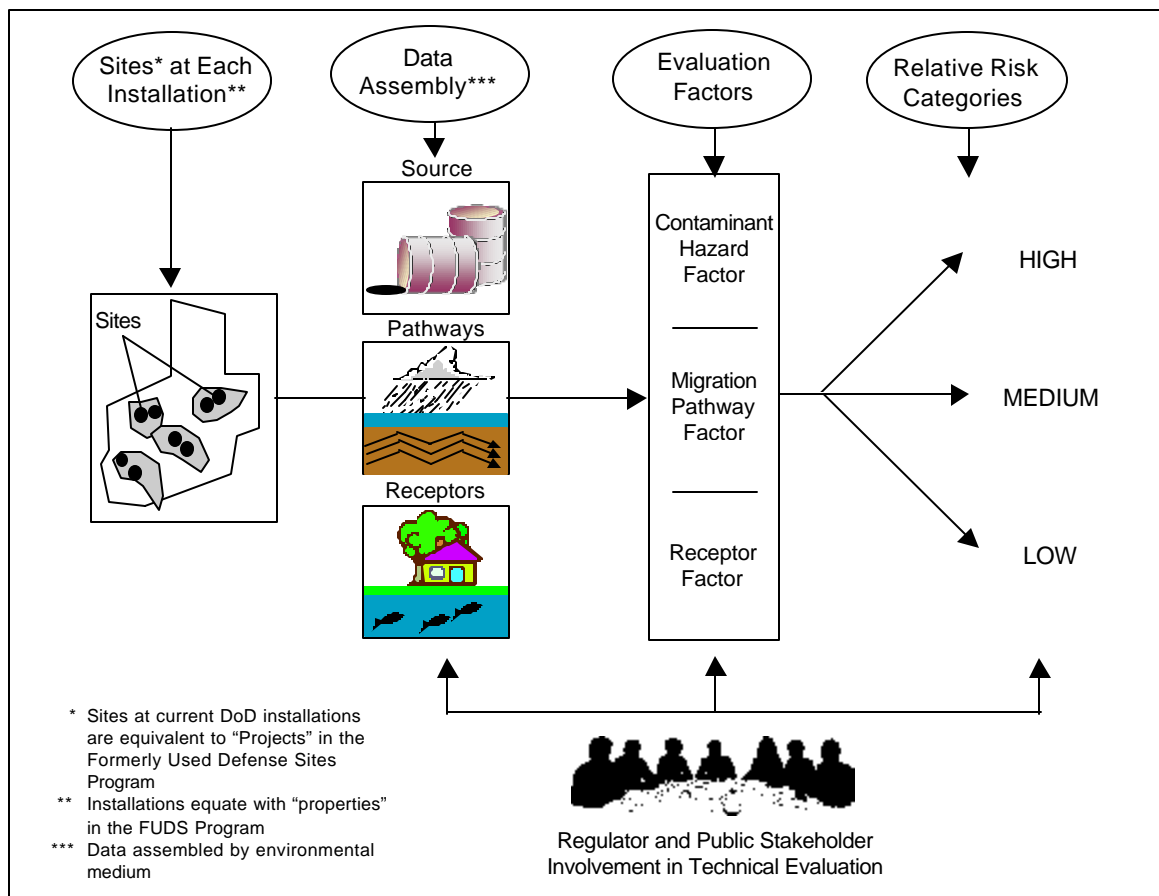 Sites* at Each
Installation**
Data
Assembly***
Evaluation
Factors
Relative Risk
Categories
Source
Sites
Pathways
Receptors
Contaminant
Hazard
Factor
Migration
Pathway
Factor
Receptor
Factor
HIGH
MEDIUM
LOW
* Sites at current DoD installations
are equivalent to “Projects” in the
Formerly Used Defense Sites
Program
** Installations equate with “properties”
in the FUDS Program
*** Data assembled by environmental
medium
Regulator and Public Stakeholder
Involvement in Technical Evaluation